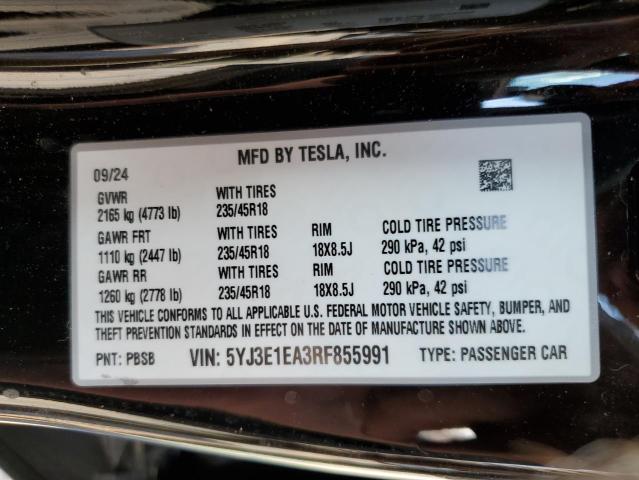 MFD BY TESLA, INC.
09/24
GVWR WITH TIRES
2165 kg (4773 lb) 235/45R18
GAWR FRT WITH TIRES RIM COLD TIRE PRESSURE
1110 kg (2447 lb) 235/45R18 18X8.5J 290 kPa, 42 psi
GAWR RR WITH TIRES RIM COLD TIRE PRESSURE
1260 kg (2778 lb) 235/45R18 18X8.5J 290 kPa, 42 psi
THIS VEHICLE CONFORMS TO ALL APPLICABLE U.S. FEDERAL MOTOR VEHICLE SAFETY, BUMPER, AND
THEFT PREVENTION STANDARDS IN EFFECT ON THE DATE OF MANUFACTURE SHOWN ABOVE.
PNT: PBSB VIN: 5YJ3E1EA3RF855991 TYPE: PASSENGER CAR